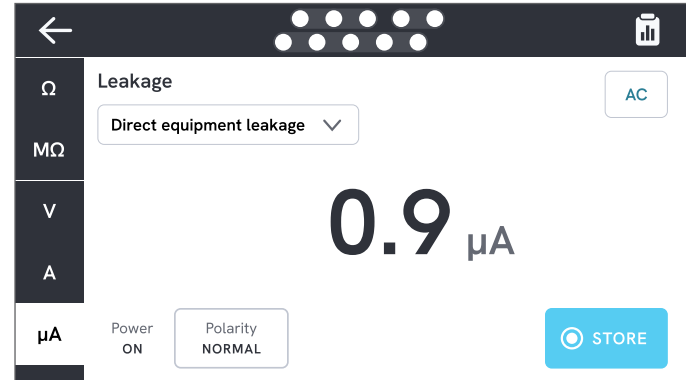 Ω
MΩ
V
A
µA
Leakage
AC
Direct equipment leakage
0.9 µA
Power
ON
Polarity
NORMAL
STORE